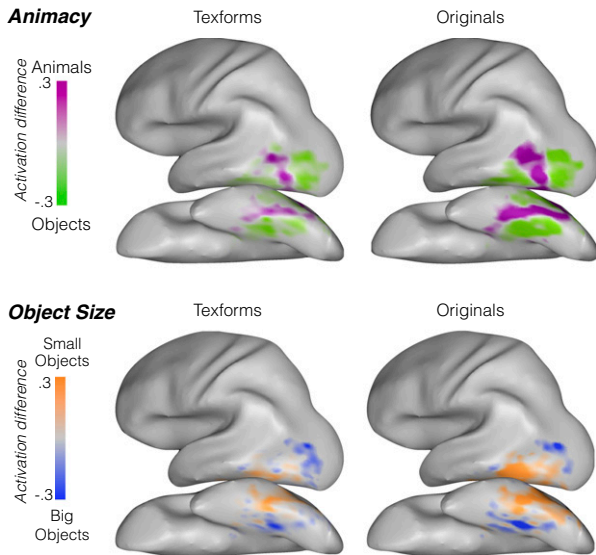 Animacy
Texforms
Originals
Animals
.3
Activation difference
-.3
Objects
Object Size
Texforms
Originals
Small
Objects
.3
Activation difference
-.3
Big
Objects